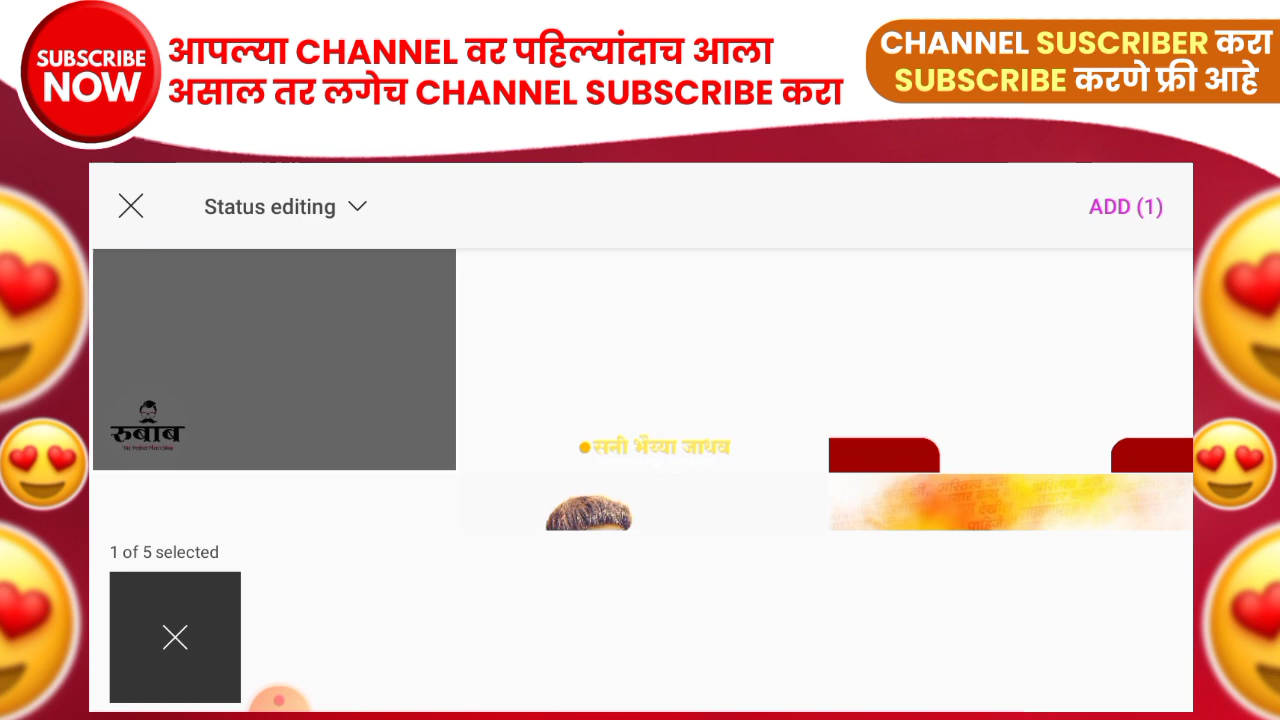 SUBSCRIBE
NOW
आपल्या CHANNEL वर पहिल्यांदाच आला
असाल तर लगेच CHANNEL SUBSCRIBE करा
CHANNEL SUSCRIBER करा
SUBSCRIBE करणे फ्री आहे
Status editing
ADD (1)
रुबाब
सनी भैय्या जाधव
1 of 5 selected